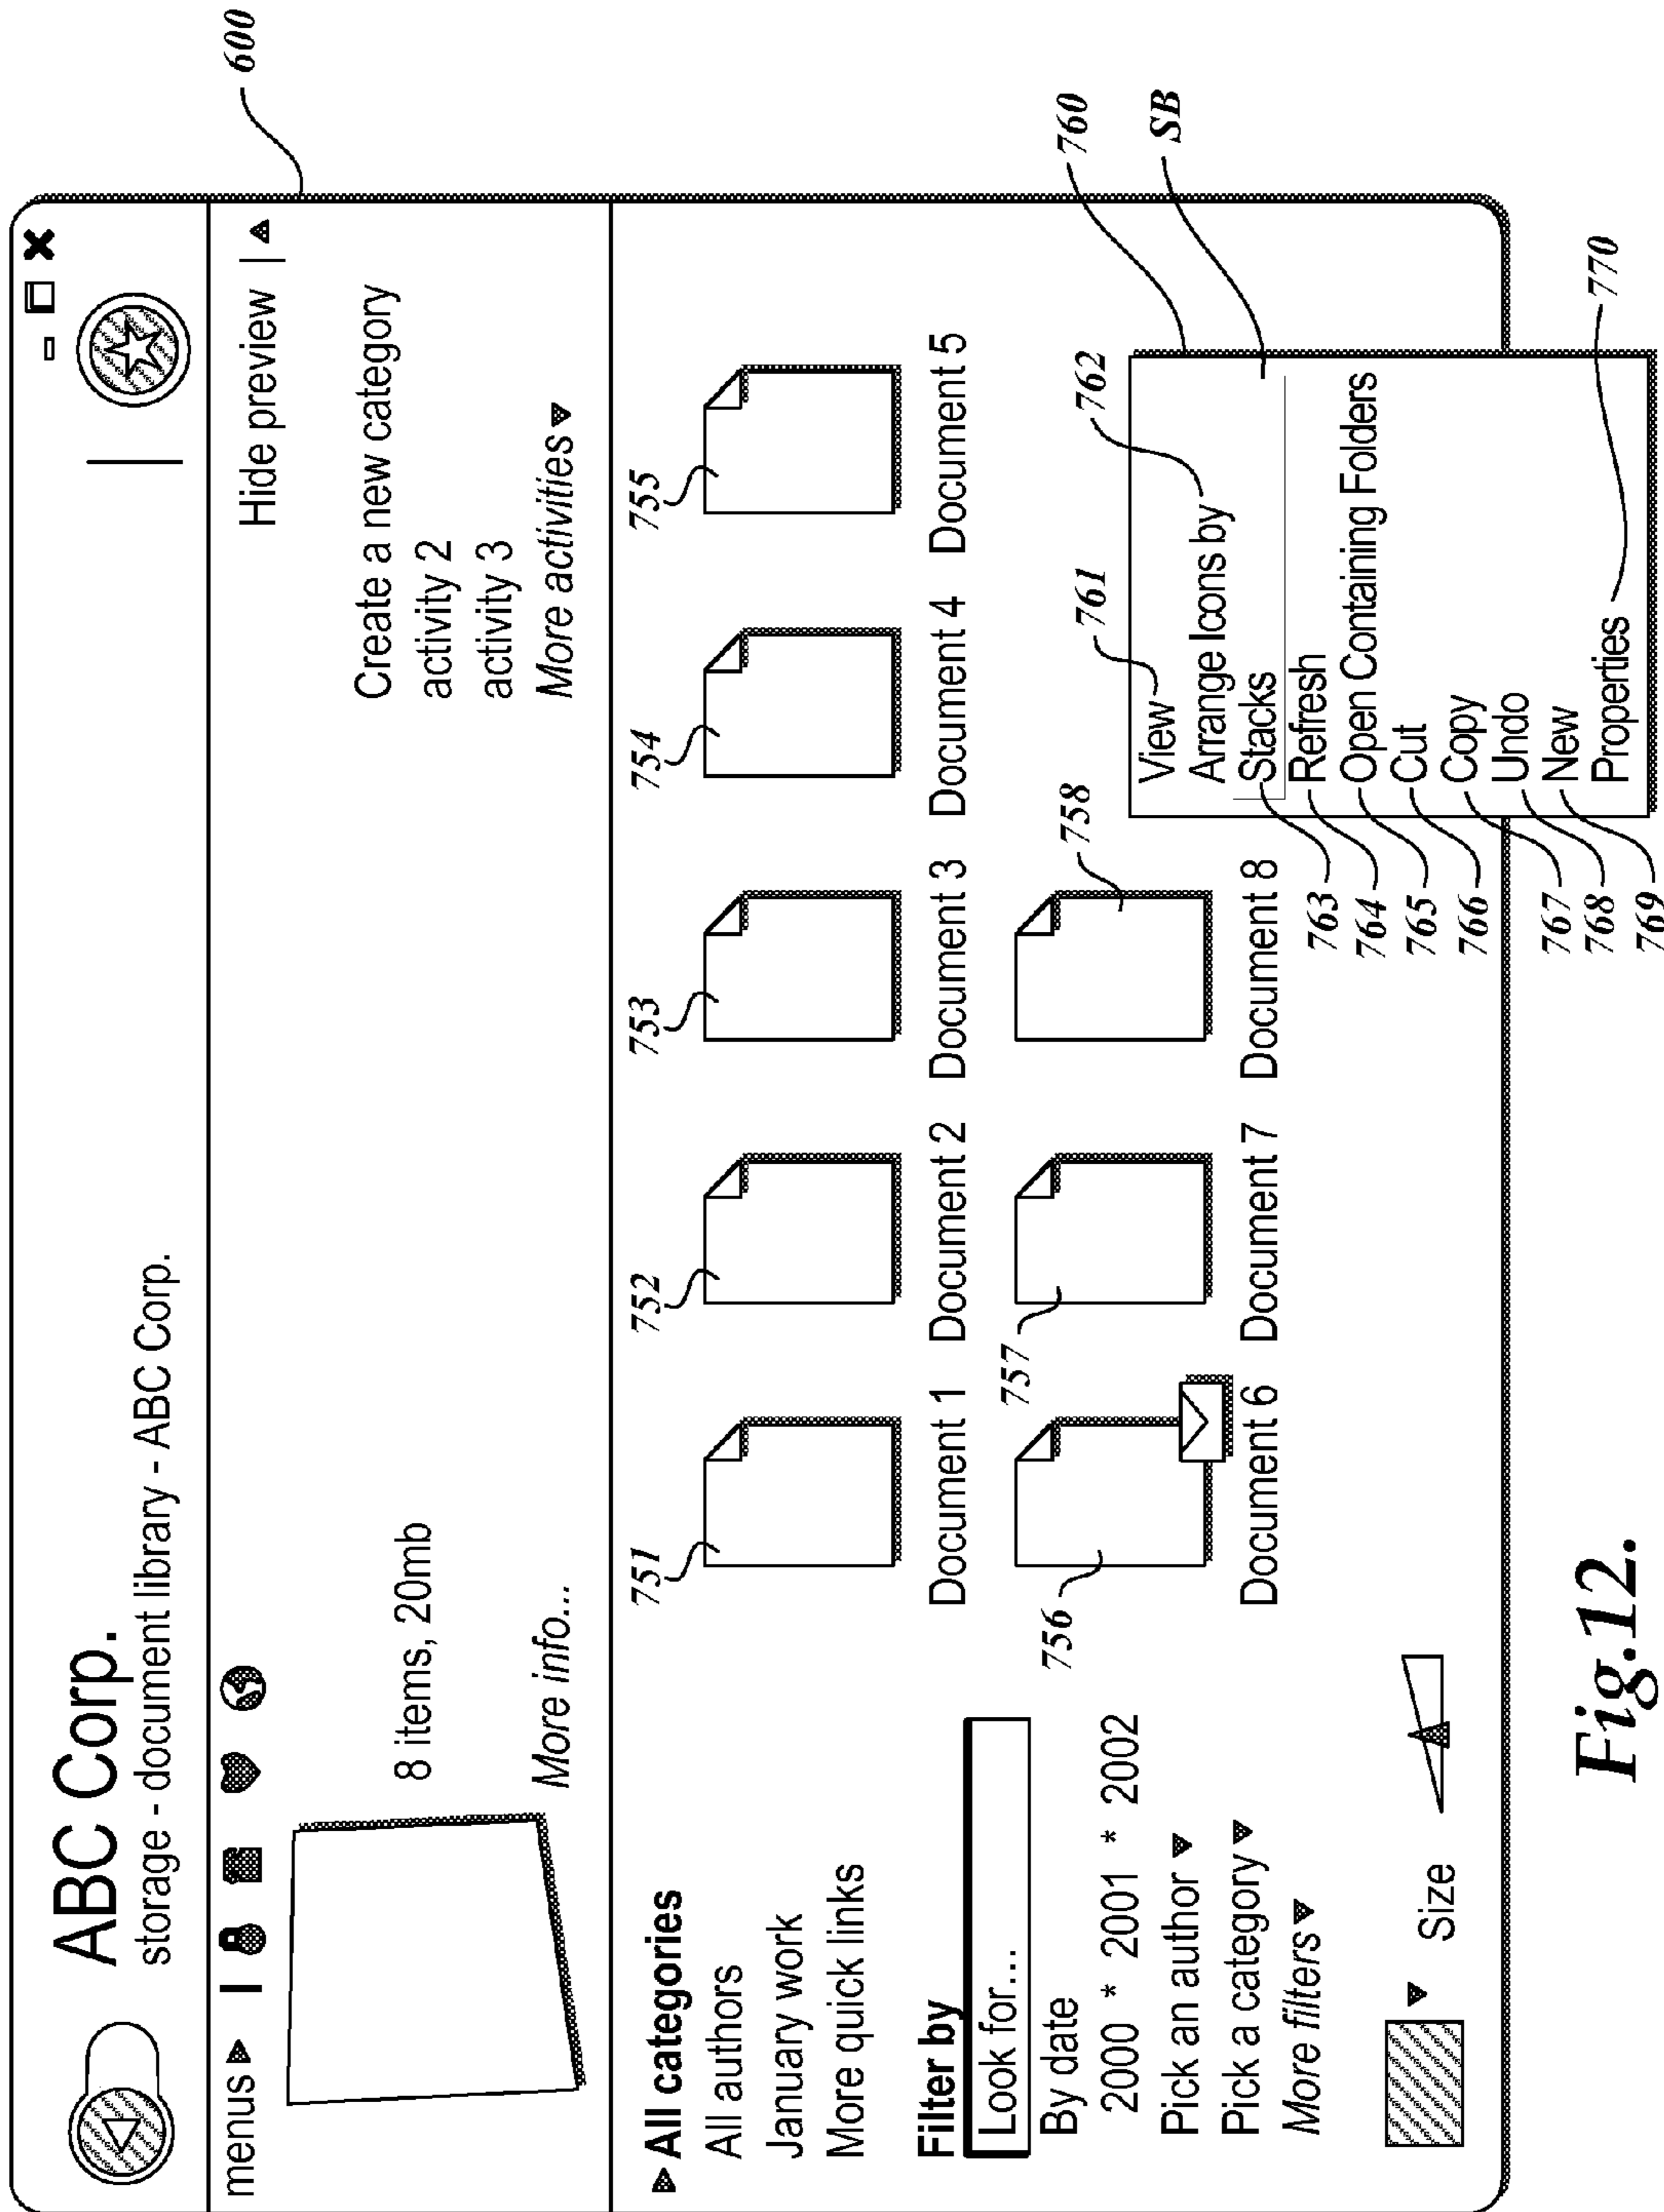 600
ABC Corp.
storage - document library - ABC Corp.
menus
Hide preview
8 items, 20mb
More info...
Create a new category
activity 2
activity 3
More activities
All categories
All authors
January work
More quick links
Filter by
Look for...
By date
2000 * 2001 * 2002
Pick an author
Pick a category
More filters
Size
751 752 753 754 755
Document 1 Document 2 Document 3 Document 4 Document 5
756 757 758
Document 6 Document 7 Document 8
760
SB
761 762
View
Arrange Icons by
763 Stacks
764 Refresh
765 Open Containing Folders
766 Cut
767 Copy
768 Undo
769 New
Properties 770
Fig.12.